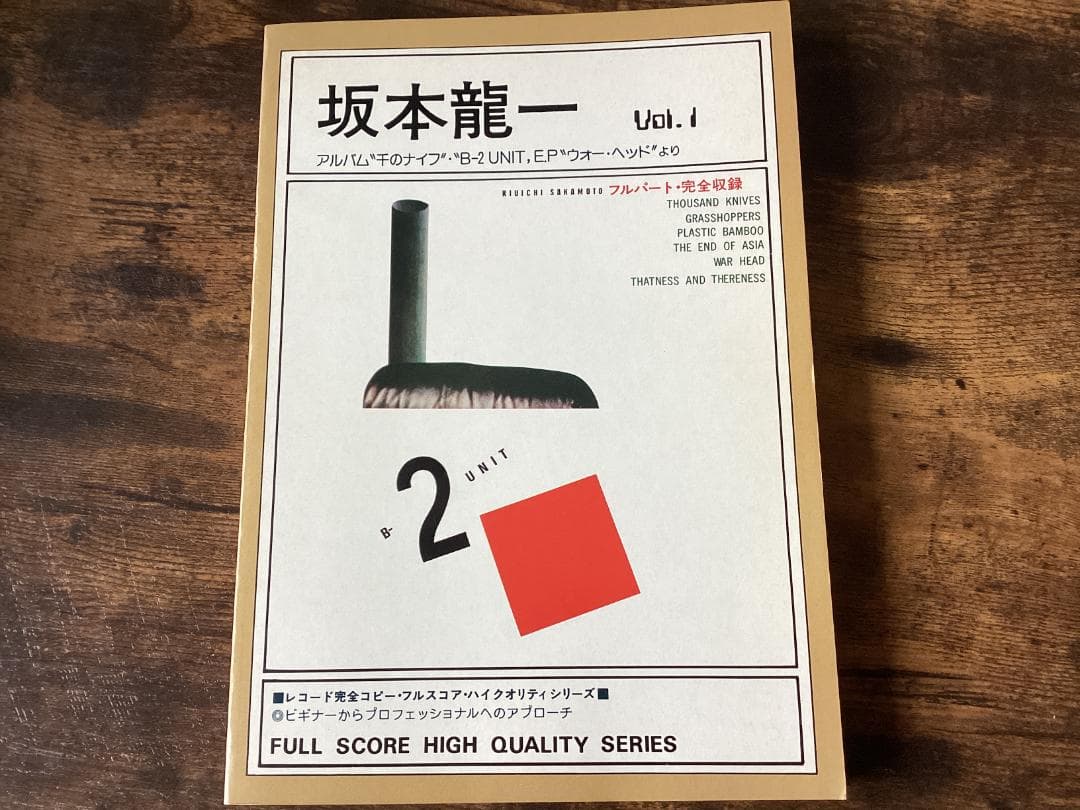 坂本龍一 Vol.1
アルバム“千のナイフ”・“B-2 UNIT, E.P“ウォー・ヘッド”より
RIUICHI SAKAMOTO フルパート・完全収録
THOUSAND KNIVES
GRASSHOPPERS
PLASTIC BAMBOO
THE END OF ASIA
WAR HEAD
THATNESS AND THERENESS
B-2 UNIT
■レコード完全コピー・フルスコア・ハイクオリティシリーズ■
◎ビギナーからプロフェッショナルへのアプローチ
FULL SCORE HIGH QUALITY SERIES